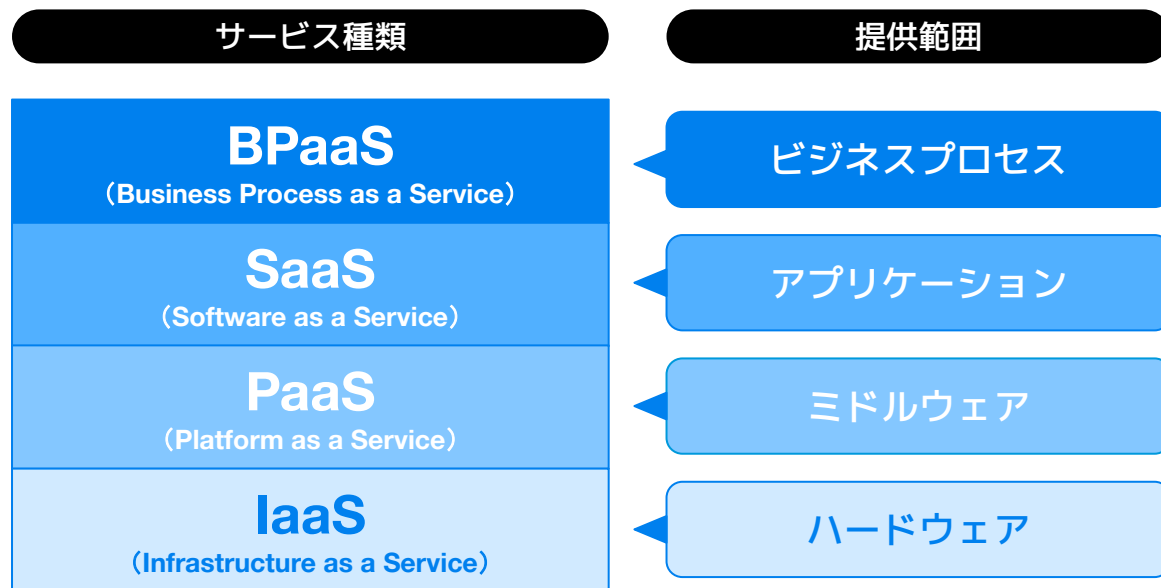 サービス種類
提供範囲
BPaaS
（Business Process as a Service）
ビジネスプロセス
SaaS
（Software as a Service）
アプリケーション
PaaS
（Platform as a Service）
ミドルウェア
IaaS
（Infrastructure as a Service）
ハードウェア